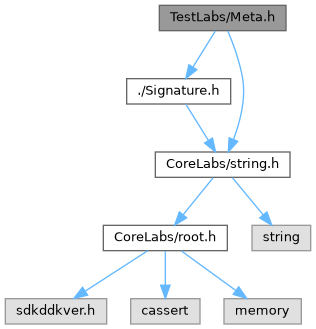 TestLabs/Meta.h
./Signature.h
CoreLabs/string.h
CoreLabs/root.h
string
sdkddkver.h
cassert
memory